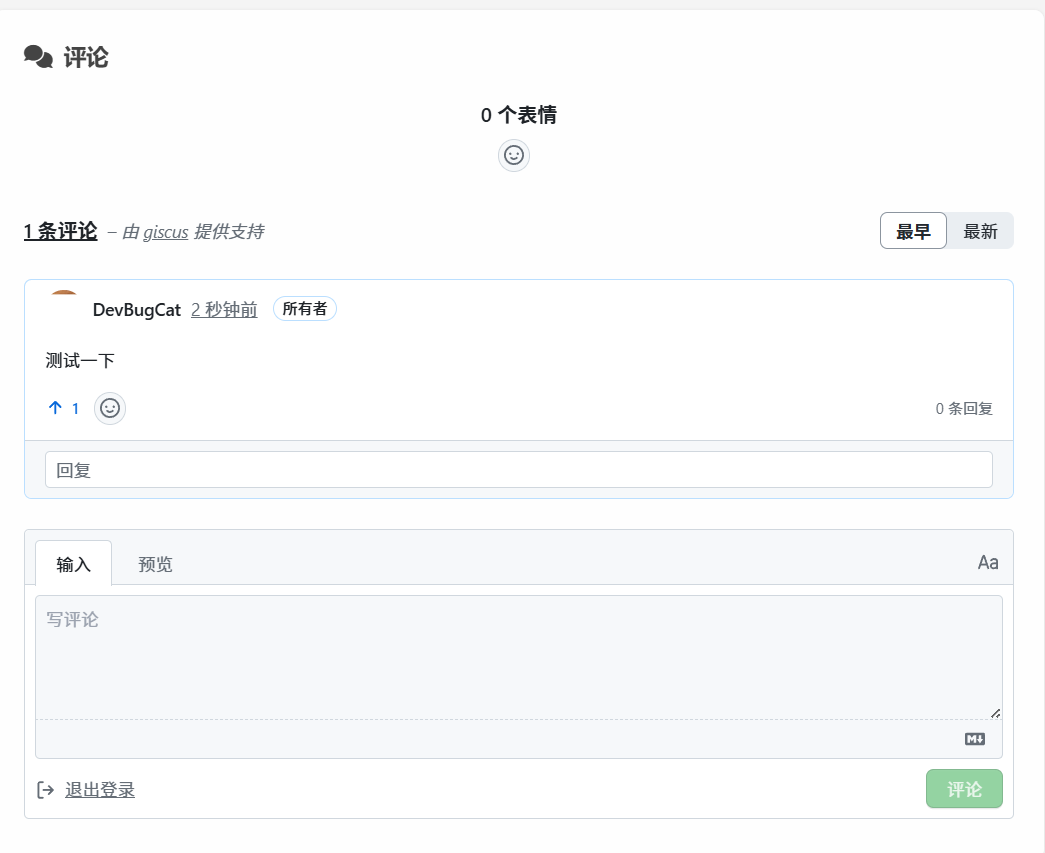 评论
0 个表情
1 条评论 – 由 giscus 提供支持
最早 最新
DevBugCat 2 秒钟前 所有者
测试一下
1 0 条回复
回复
输入 预览 Aa
写评论
M
退出登录 评论